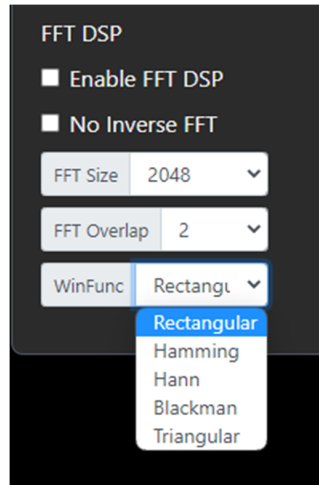 FFT DSP
Enable FFT DSP
No Inverse FFT
FFT Size 2048
FFT Overlap 2
WinFunc Rectangu
Rectangular
Hamming
Hann
Blackman
Triangular